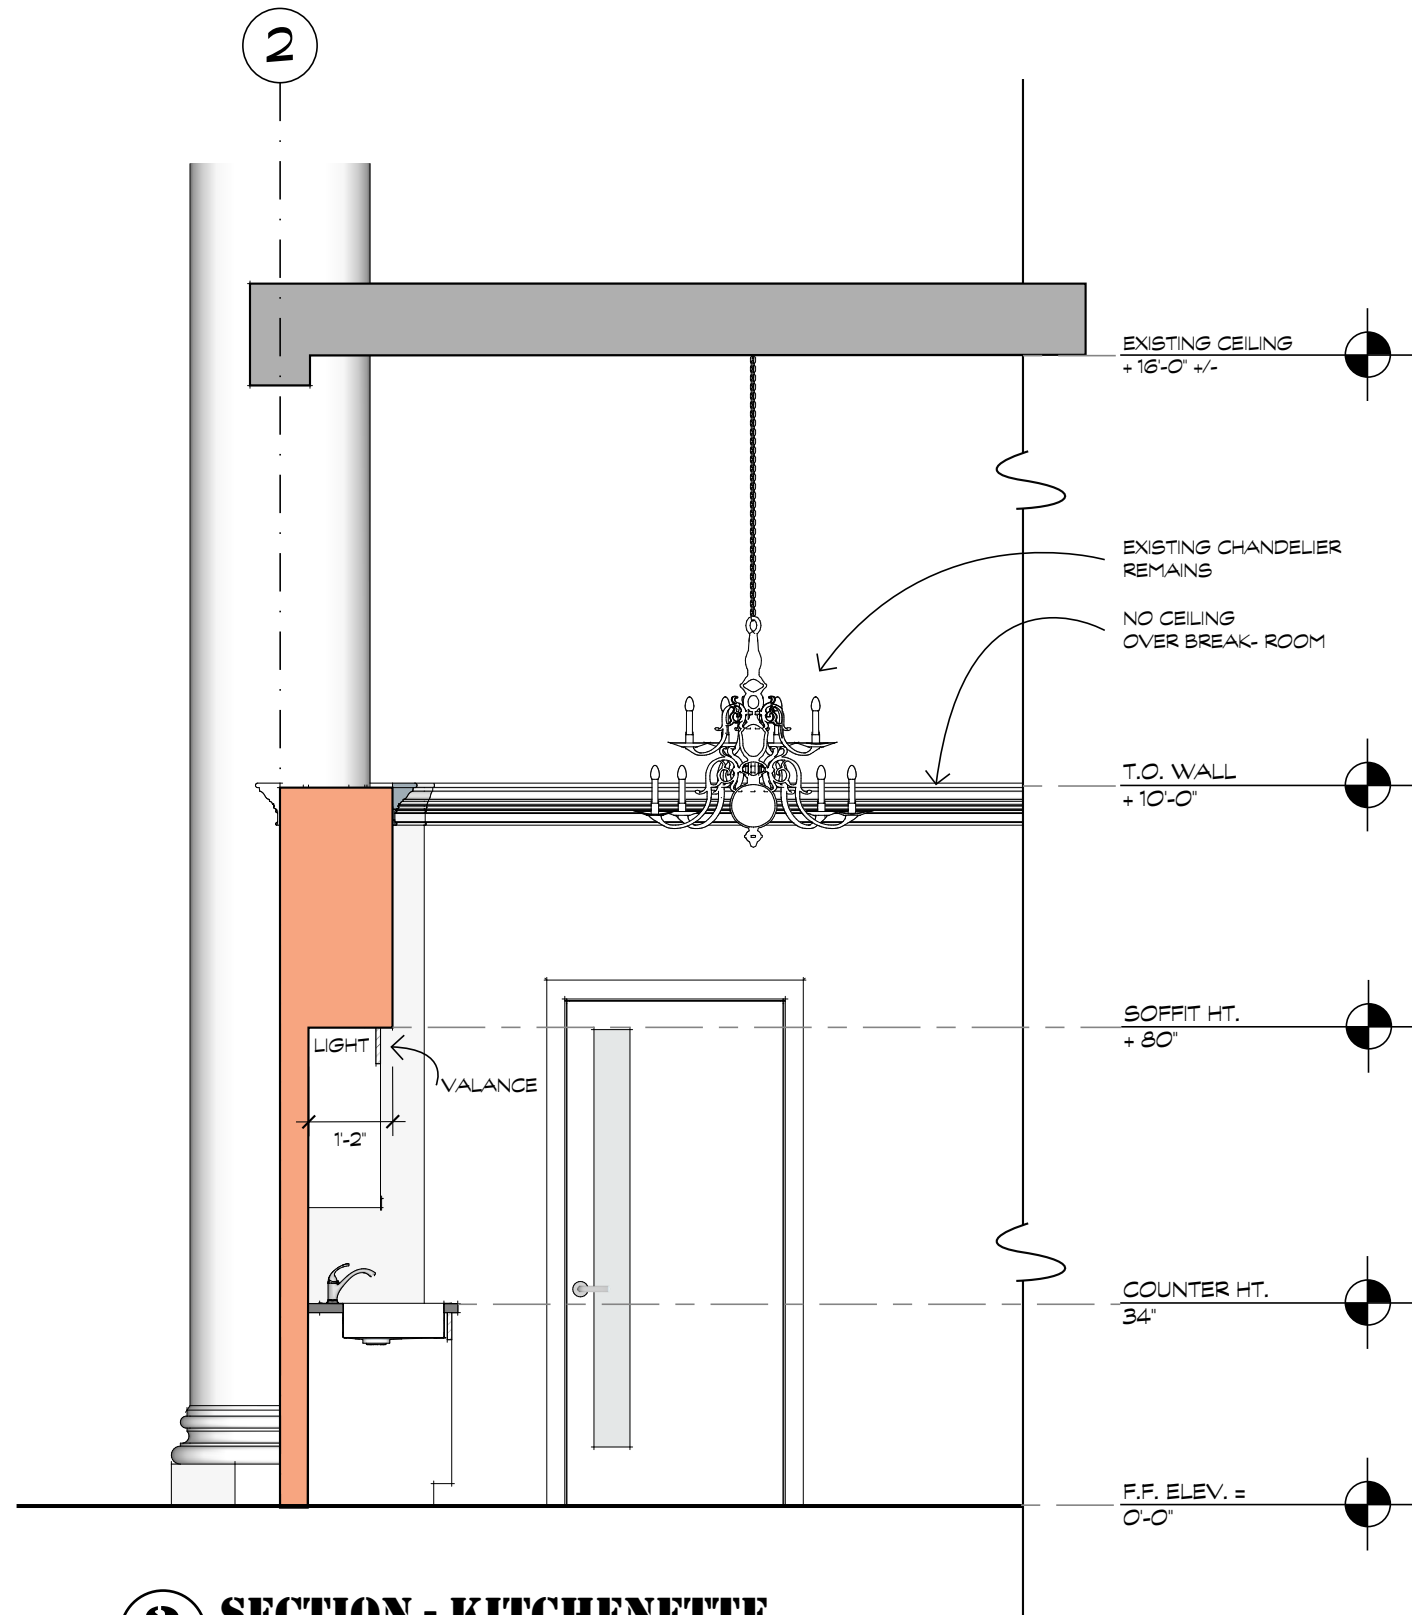 2
EXISTING CEILING
+ 16'-0" +/-
EXISTING CHANDELIER
REMAINS
NO CEILING
OVER BREAK- ROOM
T.O. WALL
+ 10'-0"
SOFFIT HT.
+ 80"
LIGHT
VALANCE
1'-2"
COUNTER HT.
34"
F.F. ELEV. =
0'-0"
SECTION - KITCHENETTE